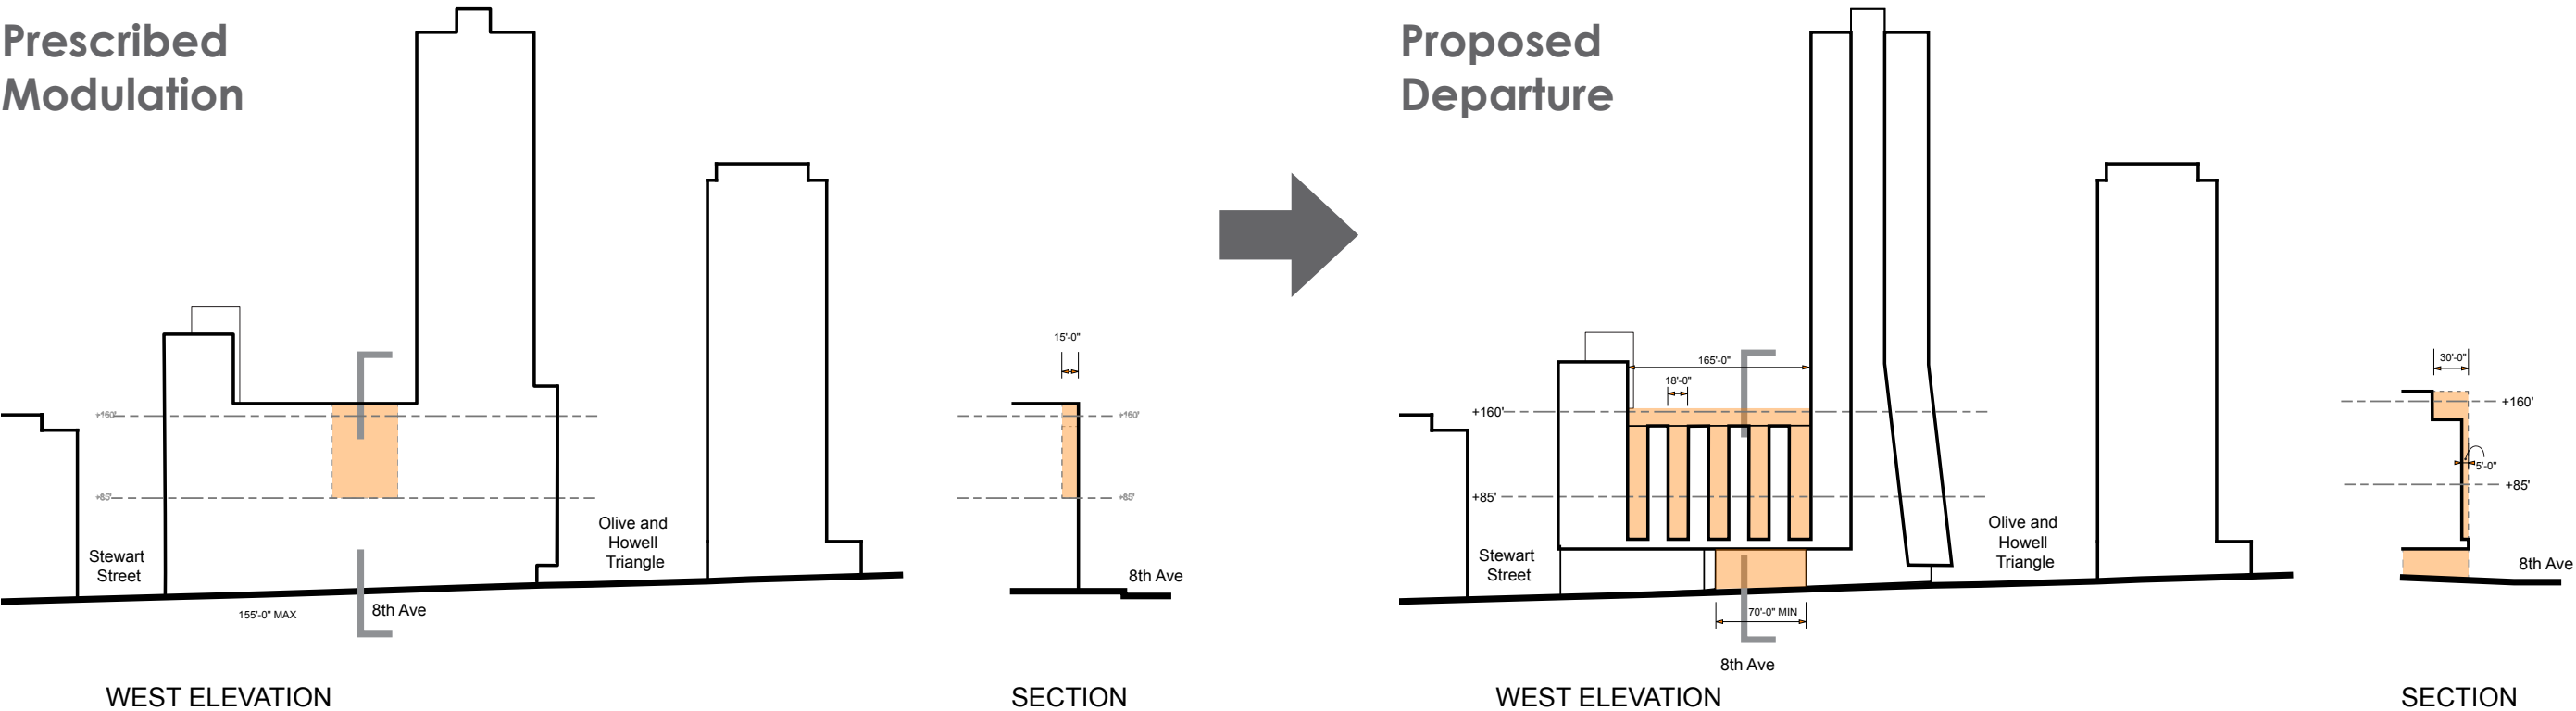 Prescribed
Modulation
+160'
+85'
Stewart
Street
155'-0" MAX
8th Ave
Olive and
Howell
Triangle
WEST ELEVATION
15'-0"
+160'
+85'
8th Ave
SECTION
Proposed
Departure
165'-0"
18'-0"
+160'
+85'
Stewart
Street
70'-0" MIN
8th Ave
Olive and
Howell
Triangle
WEST ELEVATION
30'-0"
+160'
5'-0"
+85'
8th Ave
SECTION